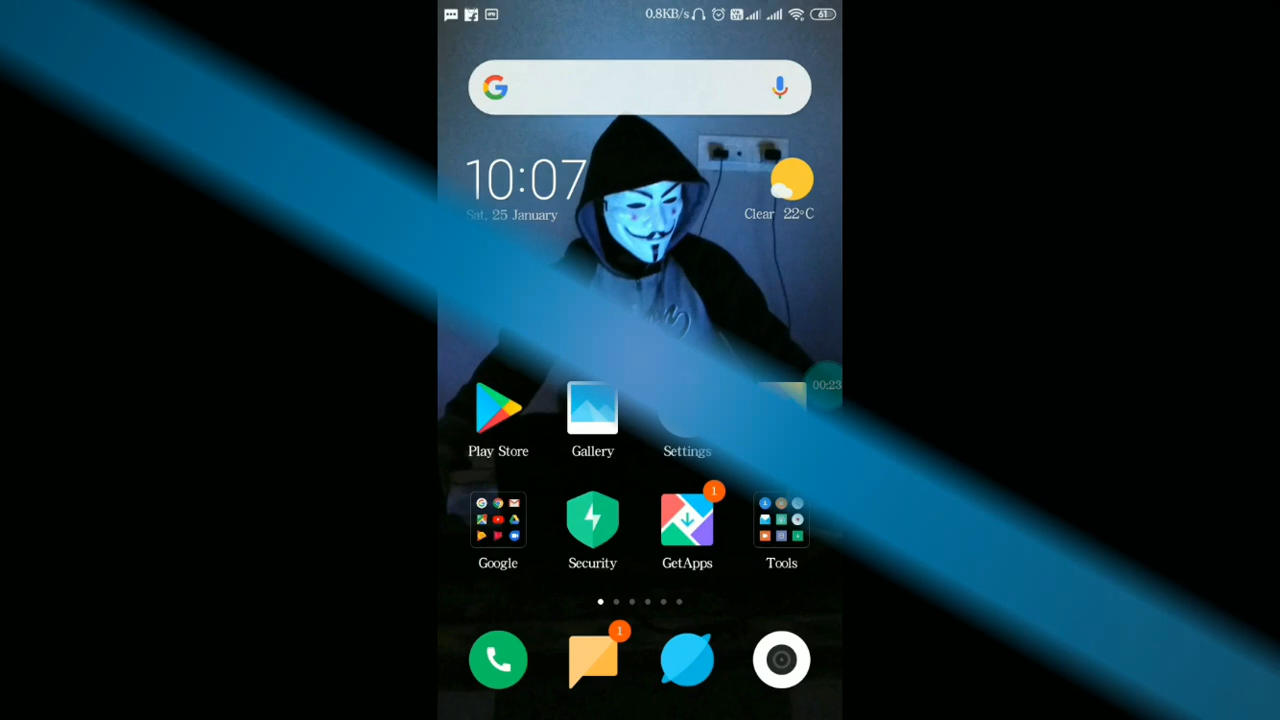 0.8KB/s 61
10:07
Sat, 25 January
Clear 22°C
00:23
Play Store Gallery Settings
1
Google Security GetApps Tools
1